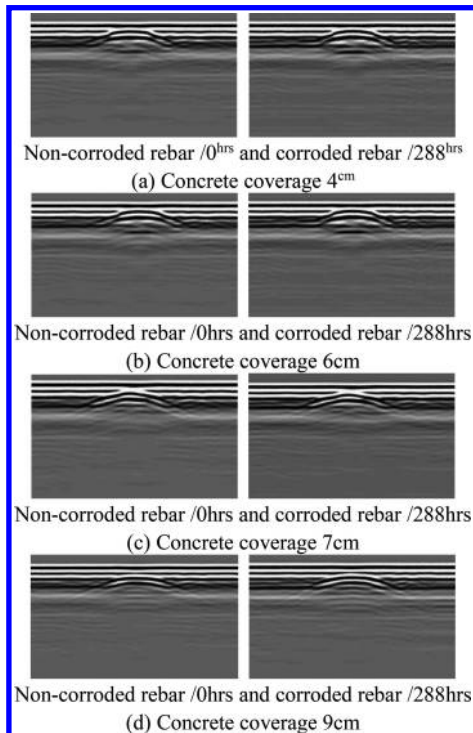 Non-corroded rebar /0hrs and corroded rebar /288hrs
(a) Concrete coverage 4cm
Non-corroded rebar /0hrs and corroded rebar /288hrs
(b) Concrete coverage 6cm
Non-corroded rebar /0hrs and corroded rebar /288hrs
(c) Concrete coverage 7cm
Non-corroded rebar /0hrs and corroded rebar /288hrs
(d) Concrete coverage 9cm